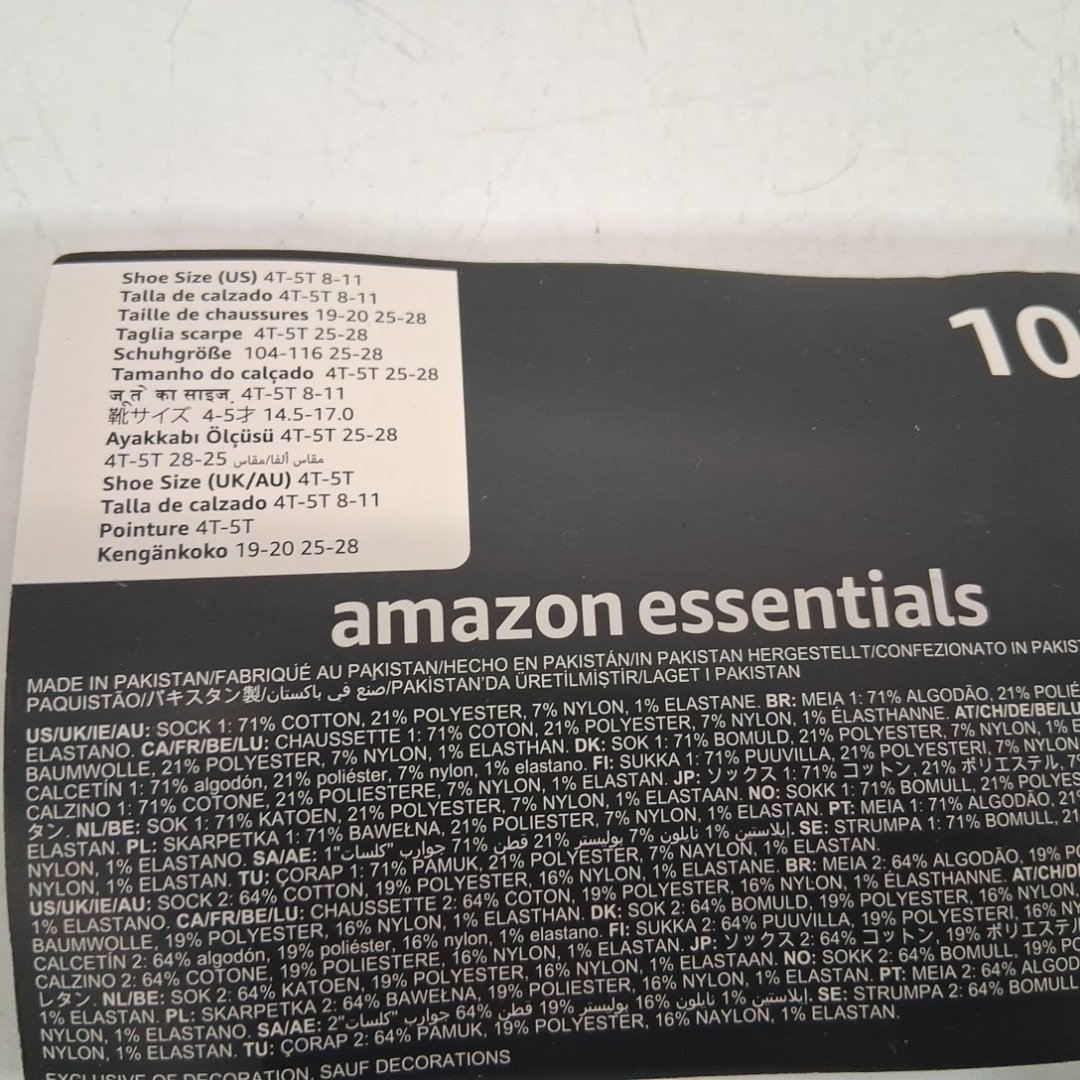 Shoe Size (US) 4T-5T 8-11
Talla de calzado 4T-5T 8-11
Taille de chaussures 19-20 25-28
Taglia scarpe 4T-5T 25-28
Schuhgröße 104-116 25-28
Tamanho do calçado 4T-5T 25-28
जूते का साइज़ 4T-5T 8-11
靴サイズ 4-5才 14.5-17.0
Ayakkabı Ölçüsü 4T-5T 25-28
4T-5T 28-25 مقاس ألفا/مقاس
Shoe Size (UK/AU) 4T-5T
Talla de calzado 4T-5T 8-11
Pointure 4T-5T
Kengänkoko 19-20 25-28
10
amazon essentials
MADE IN PAKISTAN/FABRIQUÉ AU PAKISTAN/HECHO EN PAKISTÁN/IN PAKISTAN HERGESTELLT/CONFEZIONATO IN PAKIST
PAQUISTÃO/パキスタン製/صنع في باكستان/PAKİSTAN'DA ÜRETİLMİŞTİR/LAGET I PAKISTAN
US/UK/IE/AU: SOCK 1: 71% COTTON, 21% POLYESTER, 7% NYLON, 1% ELASTANE. BR: MEIA 1: 71% ALGODÃO, 21% POLIÉ
ELASTANO. CA/FR/BE/LU: CHAUSSETTE 1: 71% COTON, 21% POLYESTER, 7% NYLON, 1% ÉLASTHANNE. AT/CH/DE/BE/LU
BAUMWOLLE, 21% POLYESTER, 7% NYLON, 1% ELASTHAN. DK: SOK 1: 71% BOMULD, 21% POLYESTER, 7% NYLON, 1% E
CALCETÍN 1: 71% algodón, 21% poliéster, 7% nylon, 1% elastano. FI: SUKKA 1: 71% PUUVILLA, 21% POLYESTERI, 7% NYLON
CALZINO 1: 71% COTONE, 21% POLIESTERE, 7% NYLON, 1% ELASTAN. JP: ソックス 1: 71% コットン, 21% ポリエステル, 7%
タン. NL/BE: SOK 1: 71% KATOEN, 21% POLYESTER, 7% NYLON, 1% ELASTAAN. NO: SOKK 1: 71% BOMULL, 21% POLYES
ELASTAN. PL: SKARPETKA 1: 71% BAWEŁNA, 21% POLIESTER, 7% NYLON, 1% ELASTAN. PT: MEIA 1: 71% ALGODÃO, 21
NYLON, 1% ELASTANO. SA/AE: جوارب "كلسات"1: 71% قطن 21% بوليستر 7% نايلون 1% إيلاستين. SE: STRUMPA 1: 71% BOMULL, 21
NYLON, 1% ELASTAN. TU: ÇORAP 1: 71% PAMUK, 21% POLYESTER, 7% NAYLON, 1% ELASTAN.
US/UK/IE/AU: SOCK 2: 64% COTTON, 19% POLYESTER, 16% NYLON, 1% ELASTANE. BR: MEIA 2: 64% ALGODÃO, 19% PO
1% ELASTANO. CA/FR/BE/LU: CHAUSSETTE 2: 64% COTON, 19% POLYESTER, 16% NYLON, 1% ÉLASTHANNE. AT/CH/DE
BAUMWOLLE, 19% POLYESTER, 16% NYLON, 1% ELASTHAN. DK: SOK 2: 64% BOMULD, 19% POLYESTER, 16% NYLON,
CALCETÍN 2: 64% algodón, 19% poliéster, 16% nylon, 1% elastano. FI: SUKKA 2: 64% PUUVILLA, 19% POLYESTERI, 16% NY
CALZINO 2: 64% COTONE, 19% POLIESTERE, 16% NYLON, 1% ELASTAN. JP: ソックス 2: 64% コットン, 19% ポリエステル
レタン. NL/BE: SOK 2: 64% KATOEN, 19% POLYESTER, 16% NYLON, 1% ELASTAAN. NO: SOKK 2: 64% BOMULL, 19% PO
1% ELASTAN. PL: SKARPETKA 2: 64% BAWEŁNA, 19% POLIESTER, 16% NYLON, 1% ELASTAN. PT: MEIA 2: 64% ALGOD
NYLON, 1% ELASTANO. SA/AE: جوارب "كلسات"2: 64% قطن 19% بوليستر 16% نايلون 1% إيلاستين. SE: STRUMPA 2: 64% BOMULL
NYLON, 1% ELASTAN. TU: ÇORAP 2: 64% PAMUK, 19% POLYESTER, 16% NAYLON, 1% ELASTAN.
EXCLUSIVE OF DECORATION, SAUF DECORATIONS